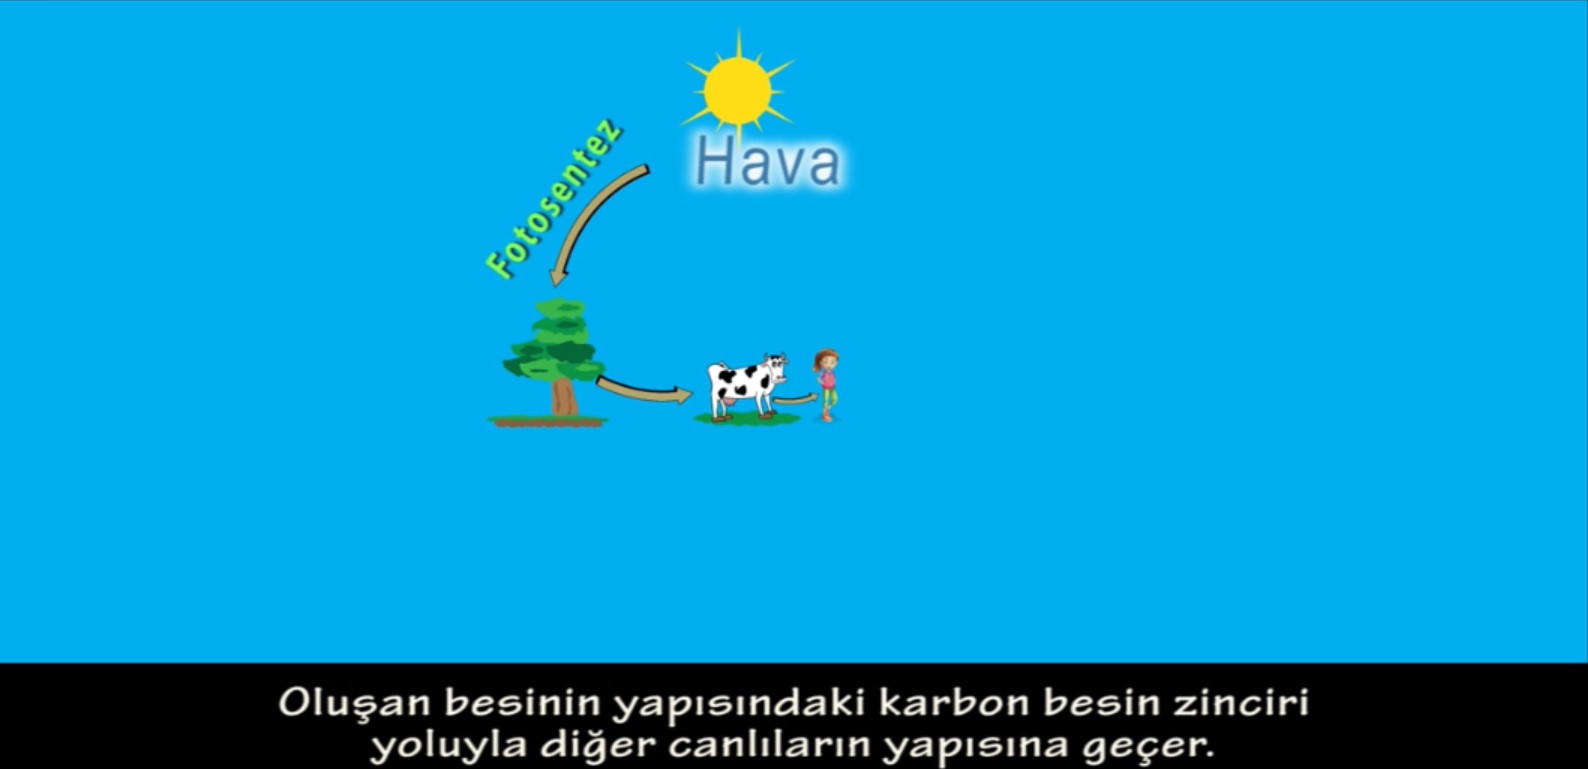 Hava
Fotosentez
Oluşan besinin yapısındaki karbon besin zinciri
yoluyla diğer canlıların yapısına geçer.